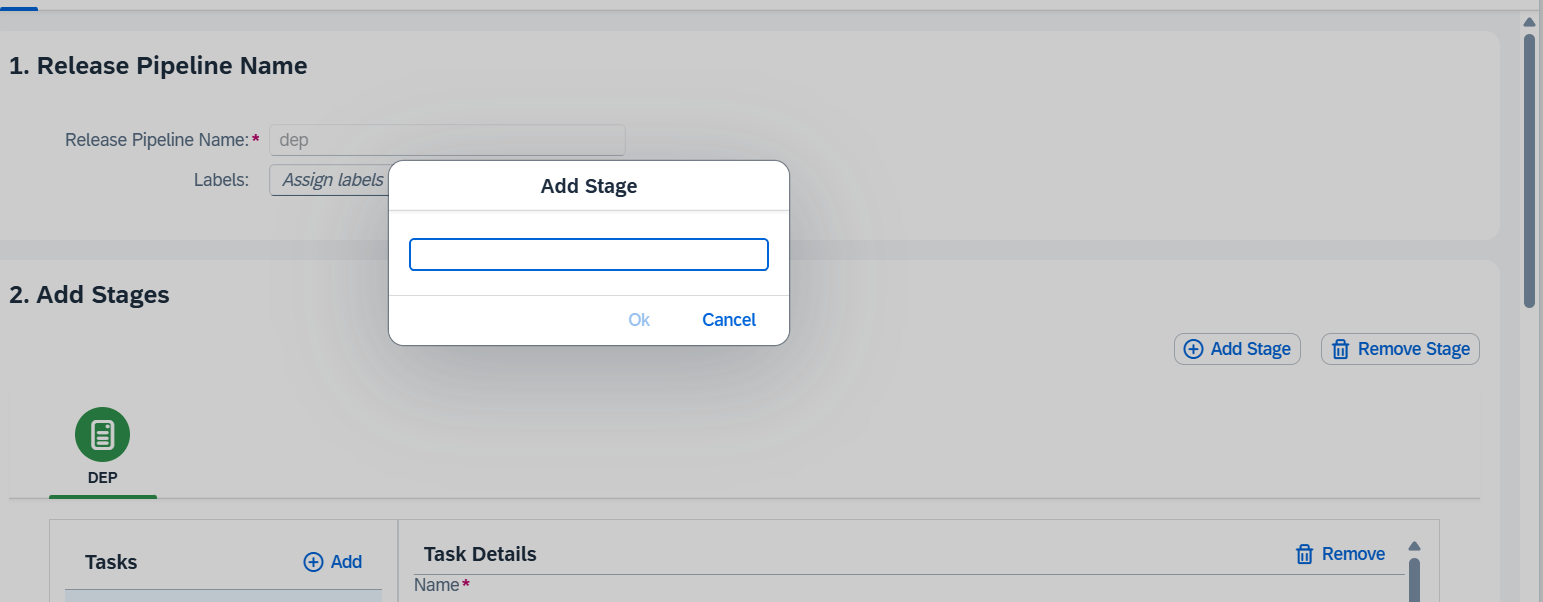 1. Release Pipeline Name
Release Pipeline Name:* dep
Labels: Assign labels
Add Stage
Ok Cancel
2. Add Stages
Add Stage Remove Stage
DEP
Tasks Add
Task Details Remove
Name*